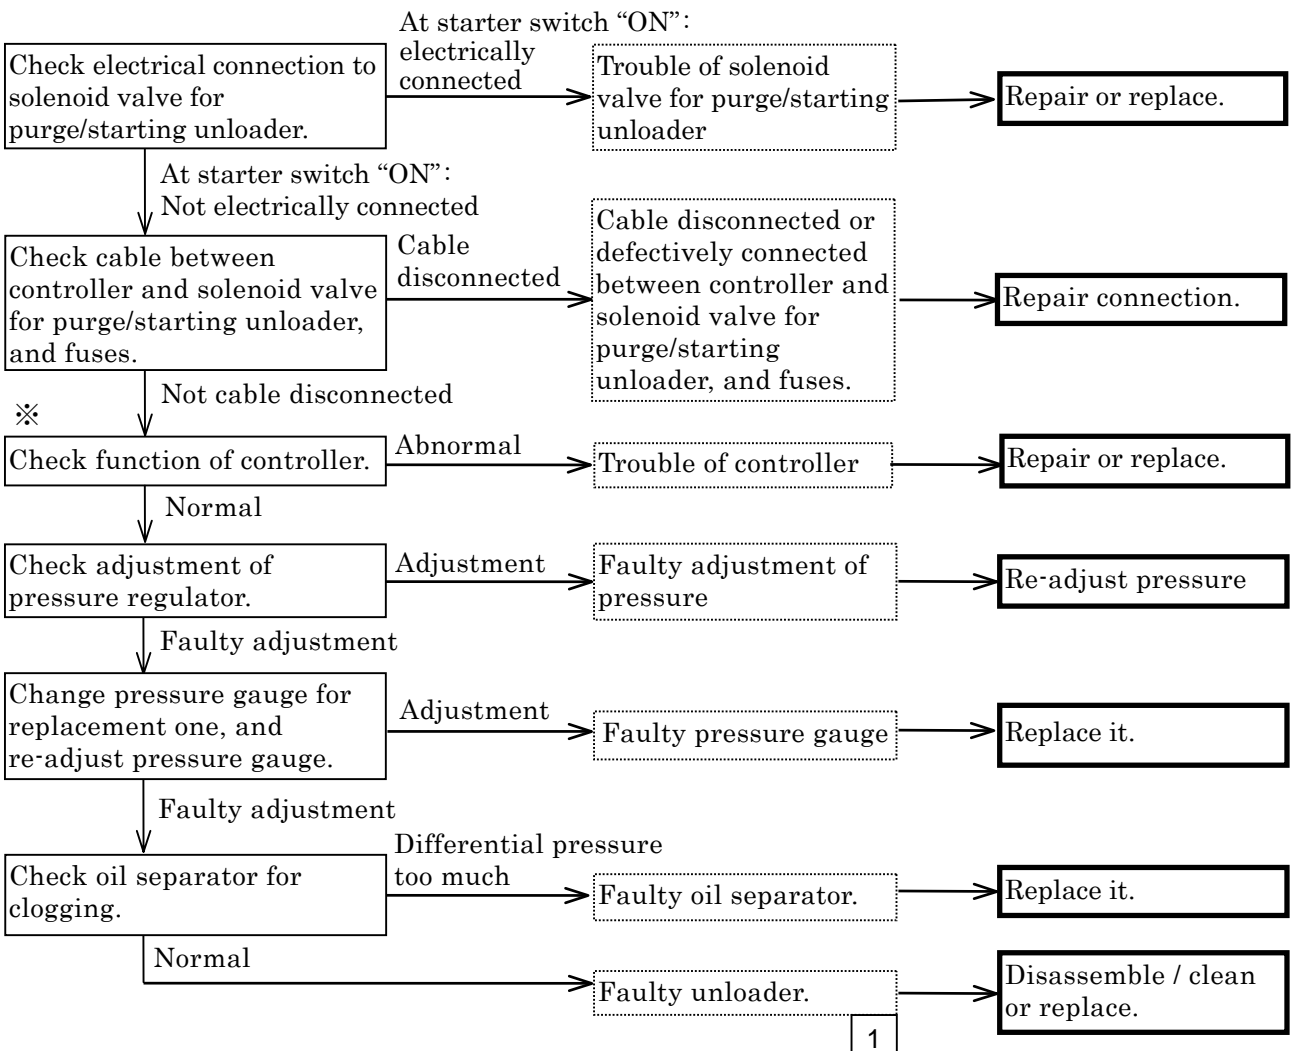 At starter switch “ON”:
electrically
connected
Check electrical connection to
solenoid valve for
purge/starting unloader.
Trouble of solenoid
valve for purge/starting
unloader
Repair or replace.
At starter switch “ON”:
Not electrically connected
Check cable between
controller and solenoid valve
for purge/starting unloader,
and fuses.
Cable
disconnected
Cable disconnected or
defectively connected
between controller and
solenoid valve for
purge/starting
unloader, and fuses.
Repair connection.
Not cable disconnected
※
Check function of controller.
Abnormal
Trouble of controller
Repair or replace.
Normal
Check adjustment of
pressure regulator.
Adjustment
Faulty adjustment of
pressure
Re-adjust pressure
Faulty adjustment
Change pressure gauge for
replacement one, and
re-adjust pressure gauge.
Adjustment
Faulty pressure gauge
Replace it.
Faulty adjustment
Check oil separator for
clogging.
Differential pressure
too much
Faulty oil separator.
Replace it.
Normal
Faulty unloader.
Disassemble / clean
or replace.
1